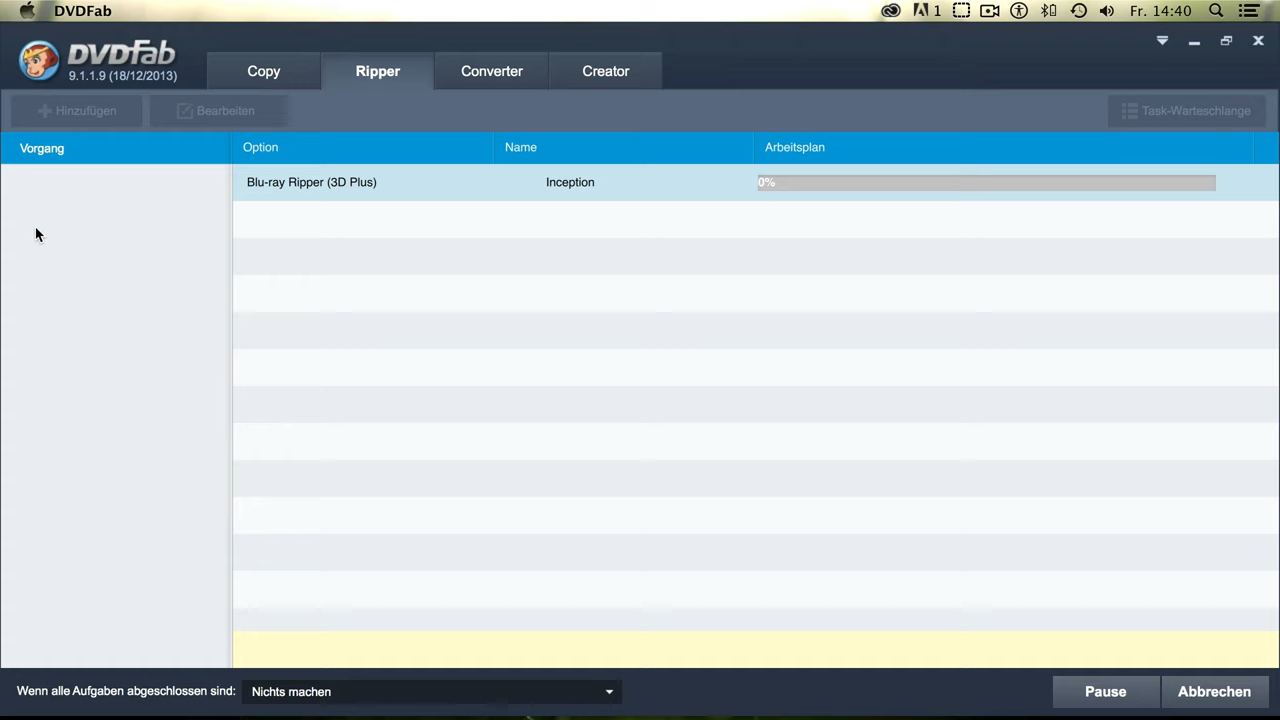 DVDFab
1
Fr. 14:40
DVDFab
9.1.1.9 (18/12/2013)
Copy
Ripper
Converter
Creator
Hinzufügen
Bearbeiten
Task-Warteschlange
Vorgang
Option
Name
Arbeitsplan
Blu-ray Ripper (3D Plus)
Inception
0%
Wenn alle Aufgaben abgeschlossen sind:
Nichts machen
Pause
Abbrechen